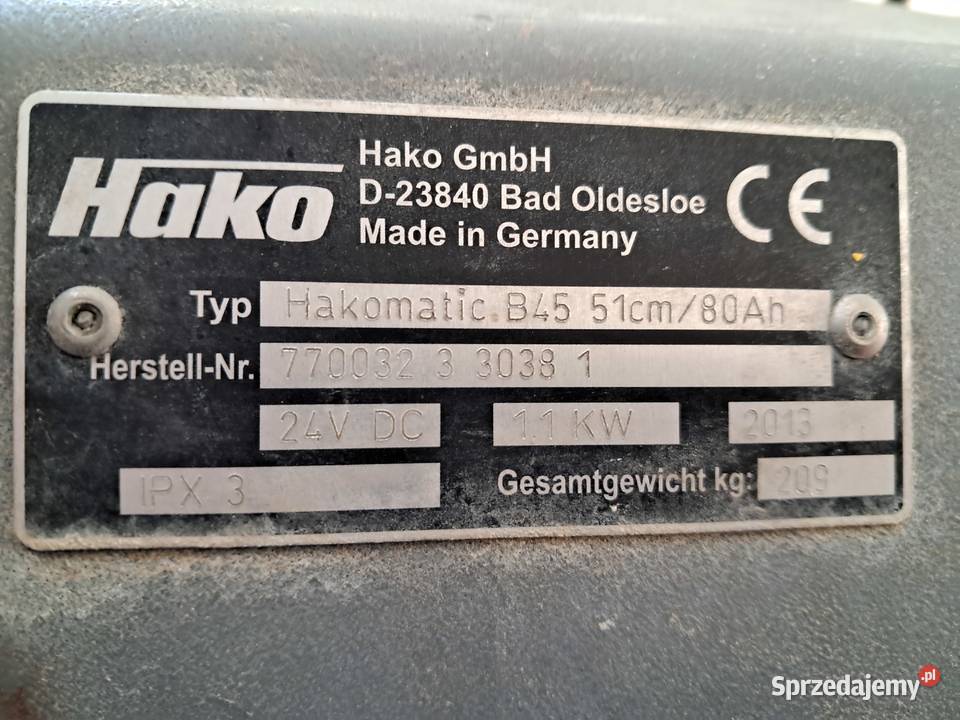 Hako
Hako GmbH
D-23840 Bad Oldesloe
Made in Germany
CE
Typ Hakomatic B45 51cm/80Ah
Herstell-Nr. 770032 3 3038 1
24V DC 1.1 KW 2013
IPX 3 Gesamtgewicht kg: 209
Sprzedajemy.pl